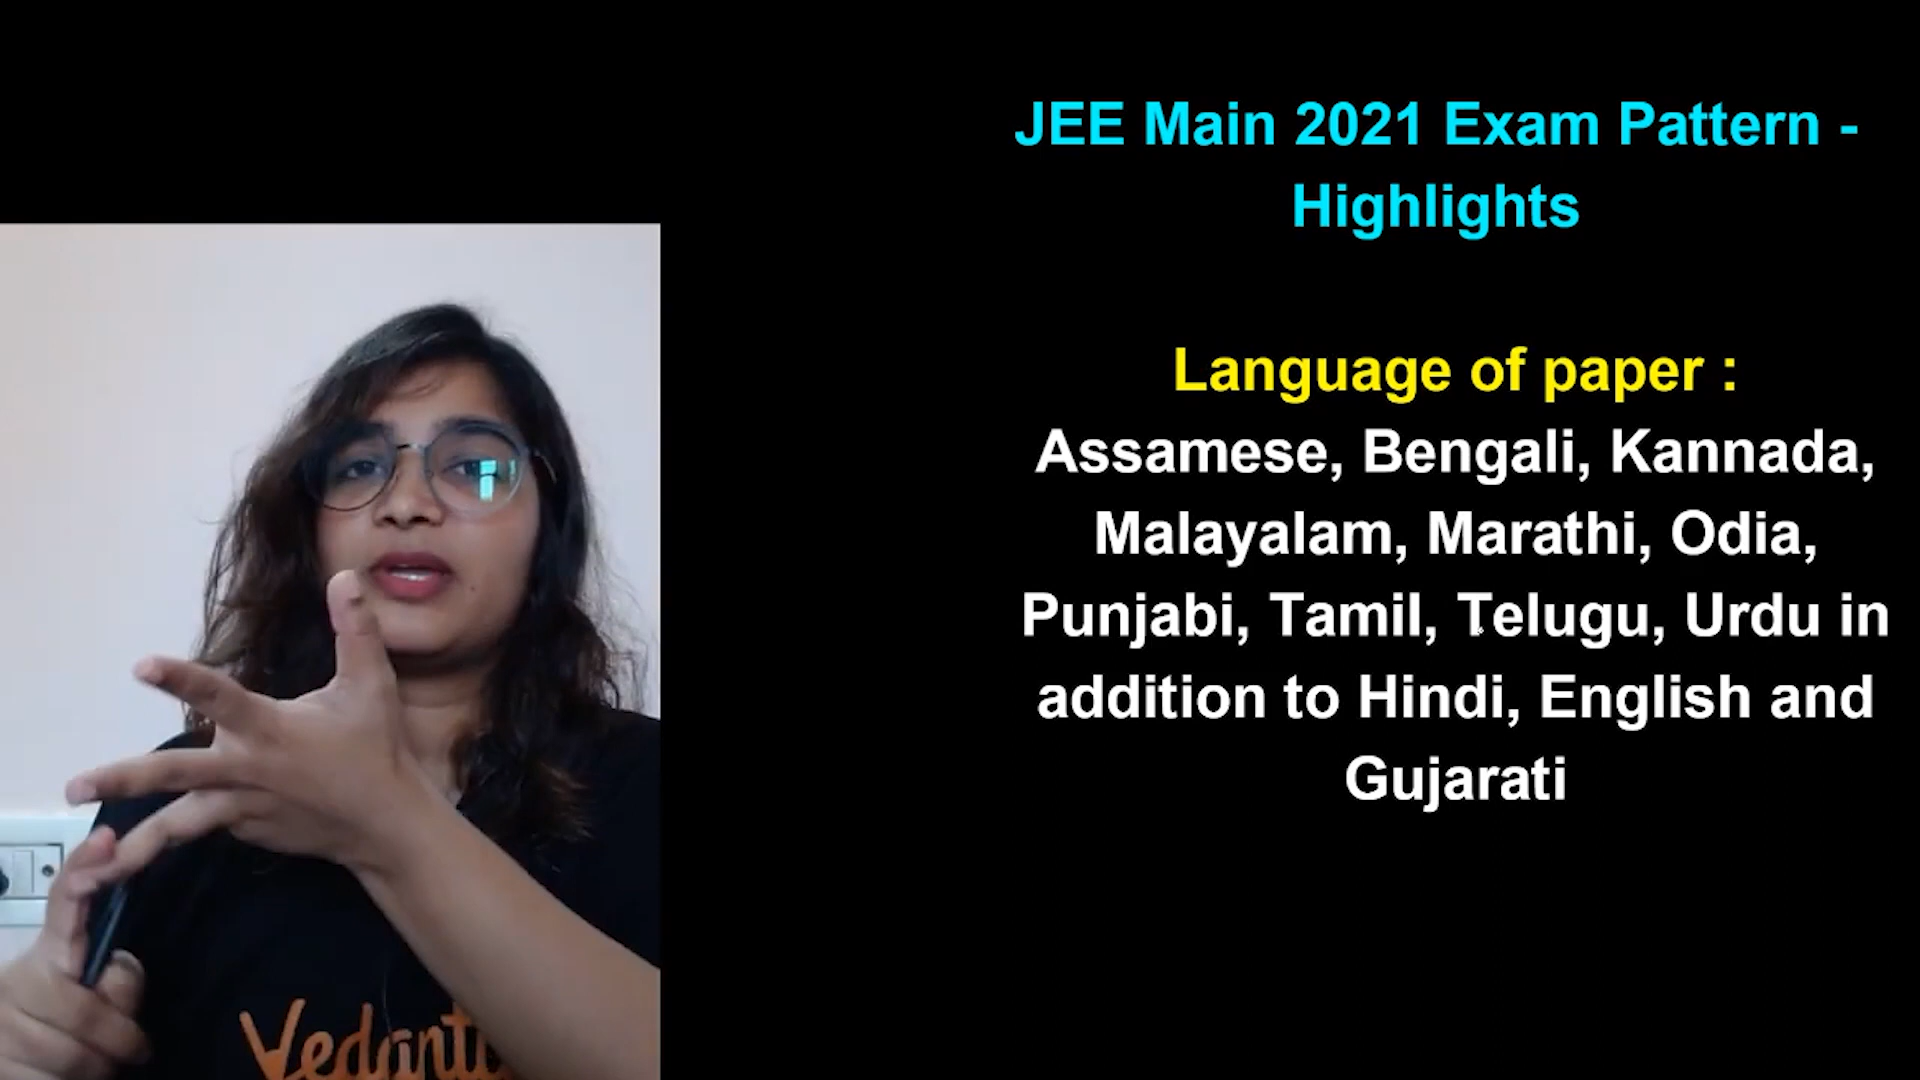 JEE Main 2021 Exam Pattern -
Highlights
Language of paper :
Assamese, Bengali, Kannada,
Malayalam, Marathi, Odia,
Punjabi, Tamil, Telugu, Urdu in
addition to Hindi, English and
Gujarati